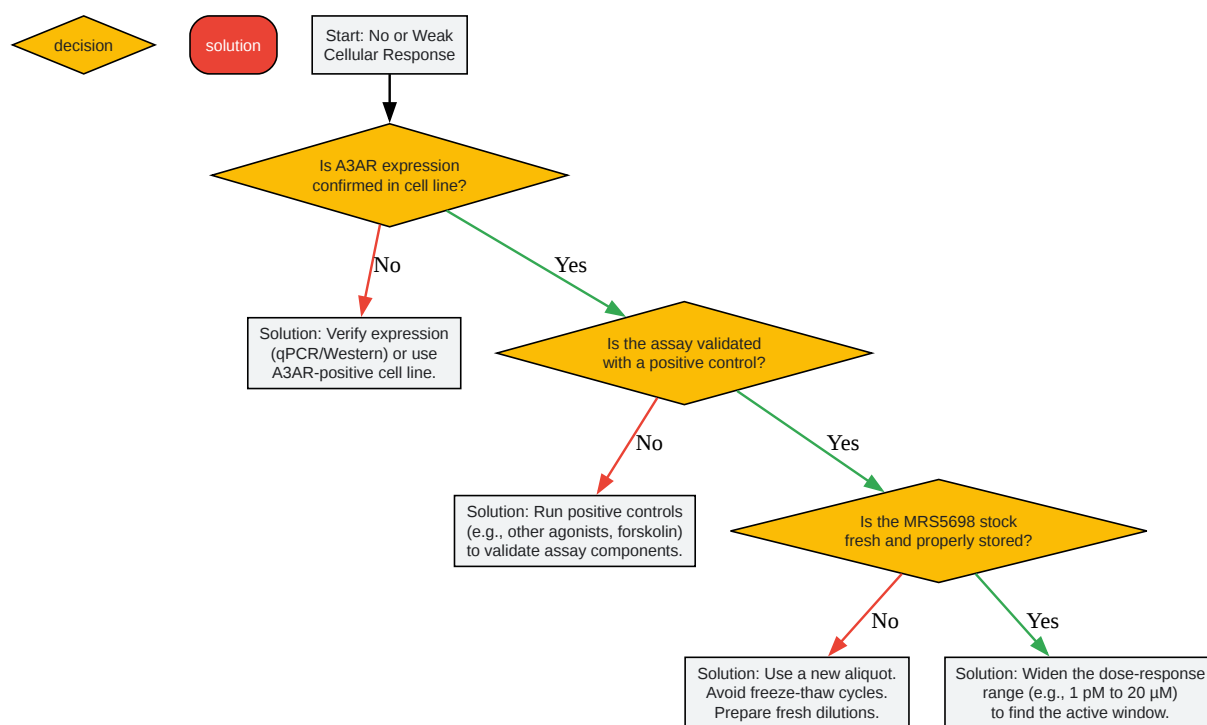 decision
solution
Start: No or Weak
Cellular Response
Is A3AR expression
confirmed in cell line?
No
Yes
Solution: Verify expression
(qPCR/Western) or use
A3AR-positive cell line.
Is the assay validated
with a positive control?
No
Yes
Solution: Run positive controls
(e.g., other agonists, forskolin)
to validate assay components.
Is the MRS5698 stock
fresh and properly stored?
No
Yes
Solution: Use a new aliquot.
Avoid freeze-thaw cycles.
Prepare fresh dilutions.
Solution: Widen the dose-response
range (e.g., 1 pM to 20 µM)
to find the active window.